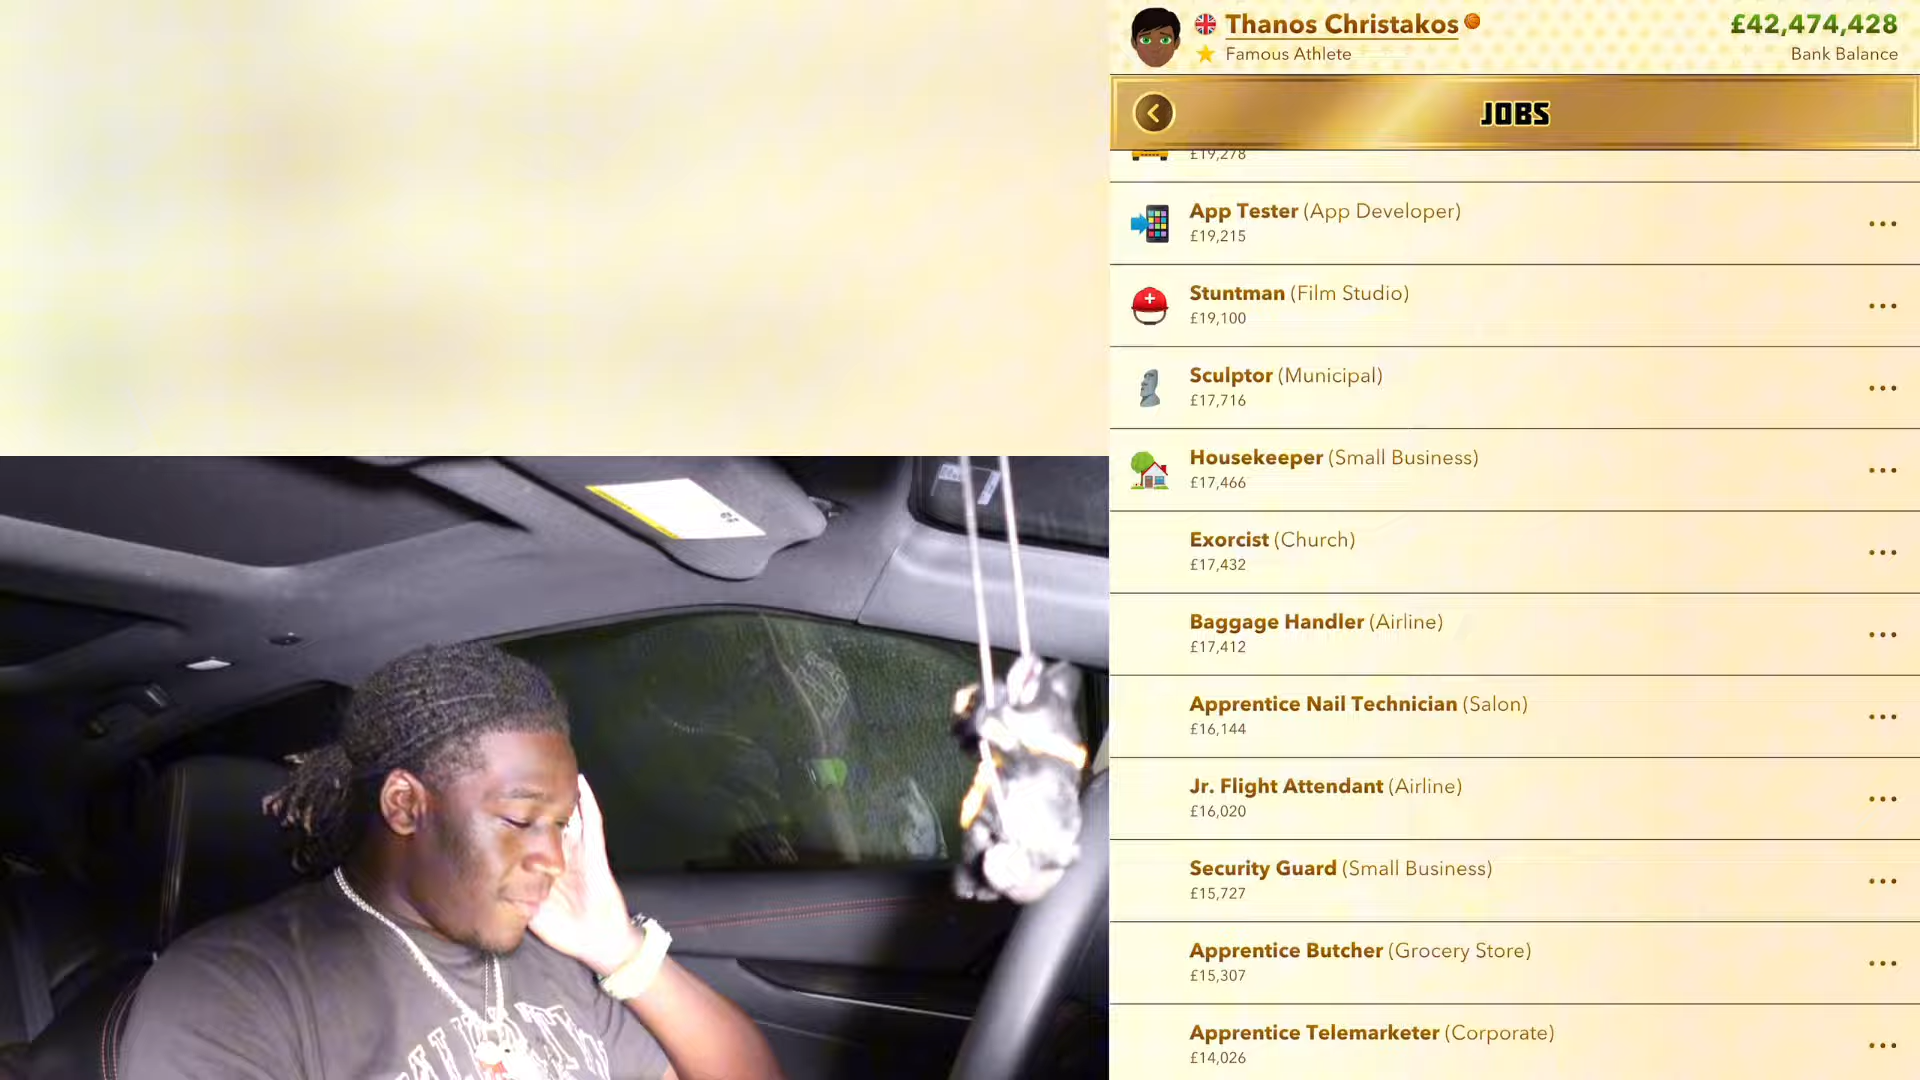 Thanos Christakos
Famous Athlete
£42,474,428
Bank Balance
JOBS
£19,278
App Tester (App Developer)
£19,215
Stuntman (Film Studio)
£19,100
Sculptor (Municipal)
£17,716
Housekeeper (Small Business)
£17,466
Exorcist (Church)
£17,432
Baggage Handler (Airline)
£17,412
Apprentice Nail Technician (Salon)
£16,144
Jr. Flight Attendant (Airline)
£16,020
Security Guard (Small Business)
£15,727
Apprentice Butcher (Grocery Store)
£15,307
Apprentice Telemarketer (Corporate)
£14,026